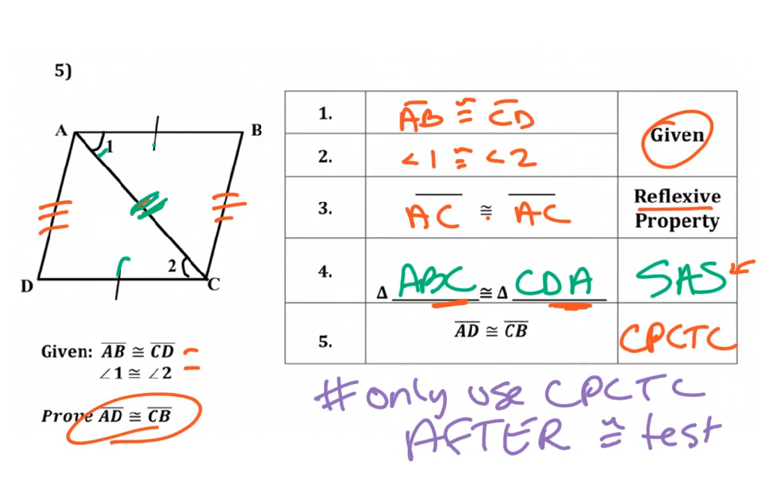 5)
A
B
1
2
D
C
Given: AB ≅ CD
∠1 ≅ ∠2
Prove AD ≅ CB
1.
AB ≅ CD
Given
2.
<1 ≅ <2
3.
AC ≅ AC
Reflexive
Property
4.
Δ ABC ≅ Δ CDA
SAS
5.
AD ≅ CB
CPCTC
#only use CPCTC
AFTER ≅ test